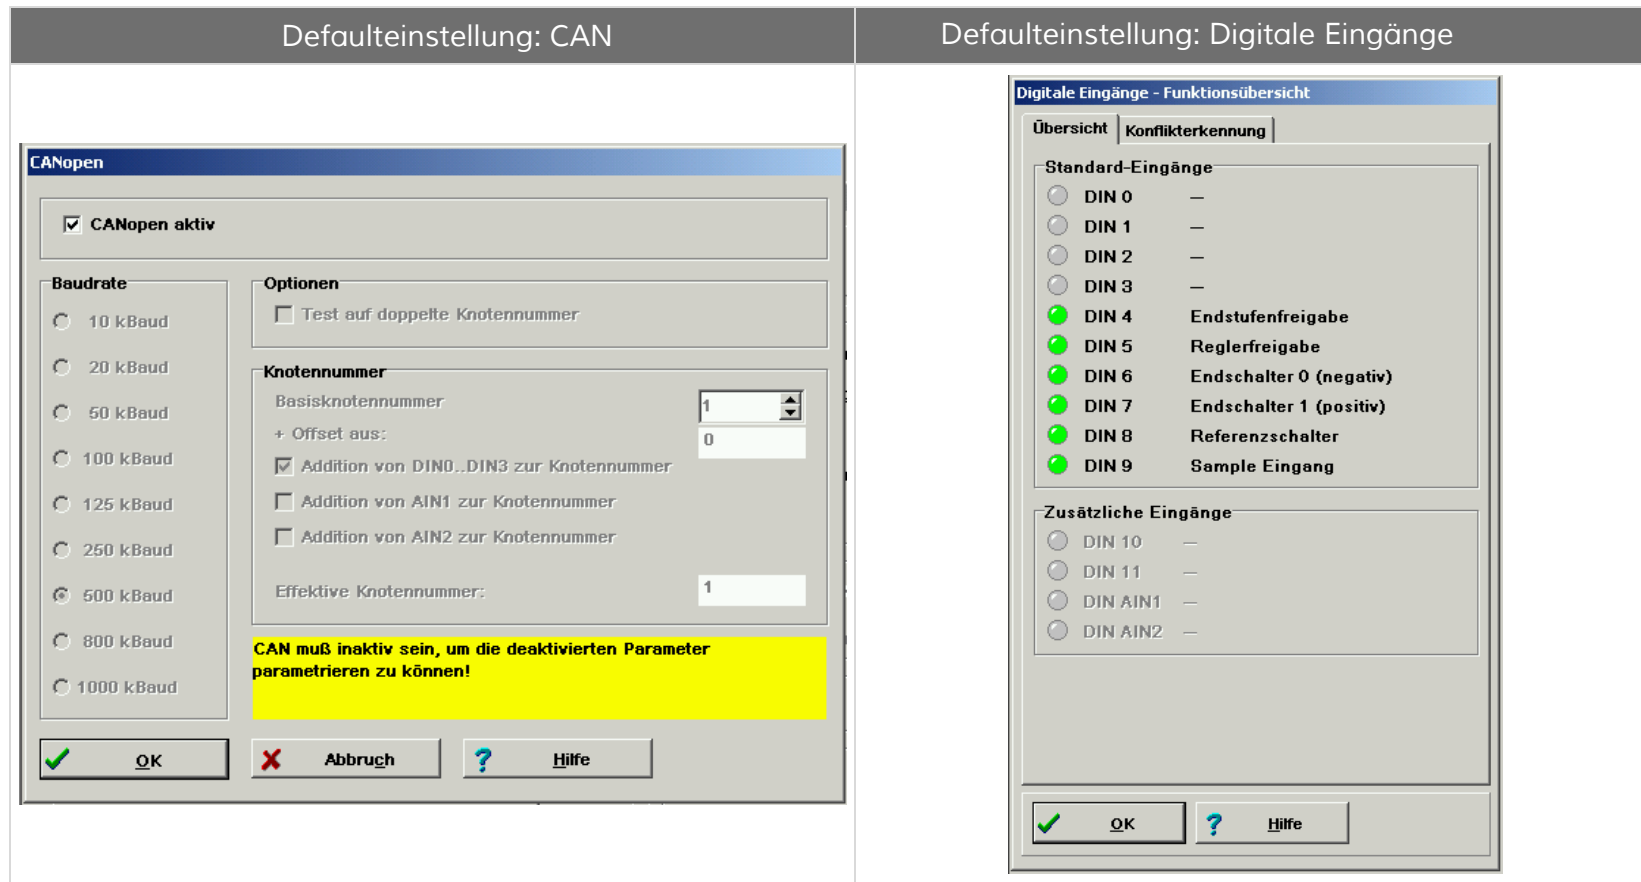 Defaulteinstellung: CAN
CANopen
CANopen aktiv
Baudrate
10 kBaud
20 kBaud
50 kBaud
100 kBaud
125 kBaud
250 kBaud
500 kBaud
800 kBaud
1000 kBaud
Optionen
Test auf doppelte Knotennummer
Knotennummer
Basisknotennummer 1
+ Offset aus: 0
Addition von DIN0..DIN3 zur Knotennummer
Addition von AIN1 zur Knotennummer
Addition von AIN2 zur Knotennummer
Effektive Knotennummer: 1
CAN muß inaktiv sein, um die deaktivierten Parameter
parametrieren zu können!
OK Abbruch ? Hilfe
Defaulteinstellung: Digitale Eingänge
Digitale Eingänge - Funktionsübersicht
Übersicht Konflikterkennung
Standard-Eingänge
DIN 0 —
DIN 1 —
DIN 2 —
DIN 3 —
DIN 4 Endstufenfreigabe
DIN 5 Reglerfreigabe
DIN 6 Endschalter 0 (negativ)
DIN 7 Endschalter 1 (positiv)
DIN 8 Referenzschalter
DIN 9 Sample Eingang
Zusätzliche Eingänge
DIN 10 —
DIN 11 —
DIN AIN1 —
DIN AIN2 —
OK ? Hilfe